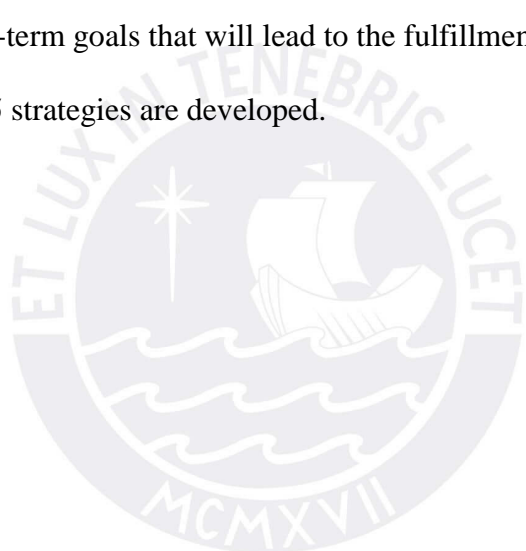 -term goals that will lead to the fulfillmen
strategies are developed.
ET LUX IN TENEBRIS LUCET
MCMXVII